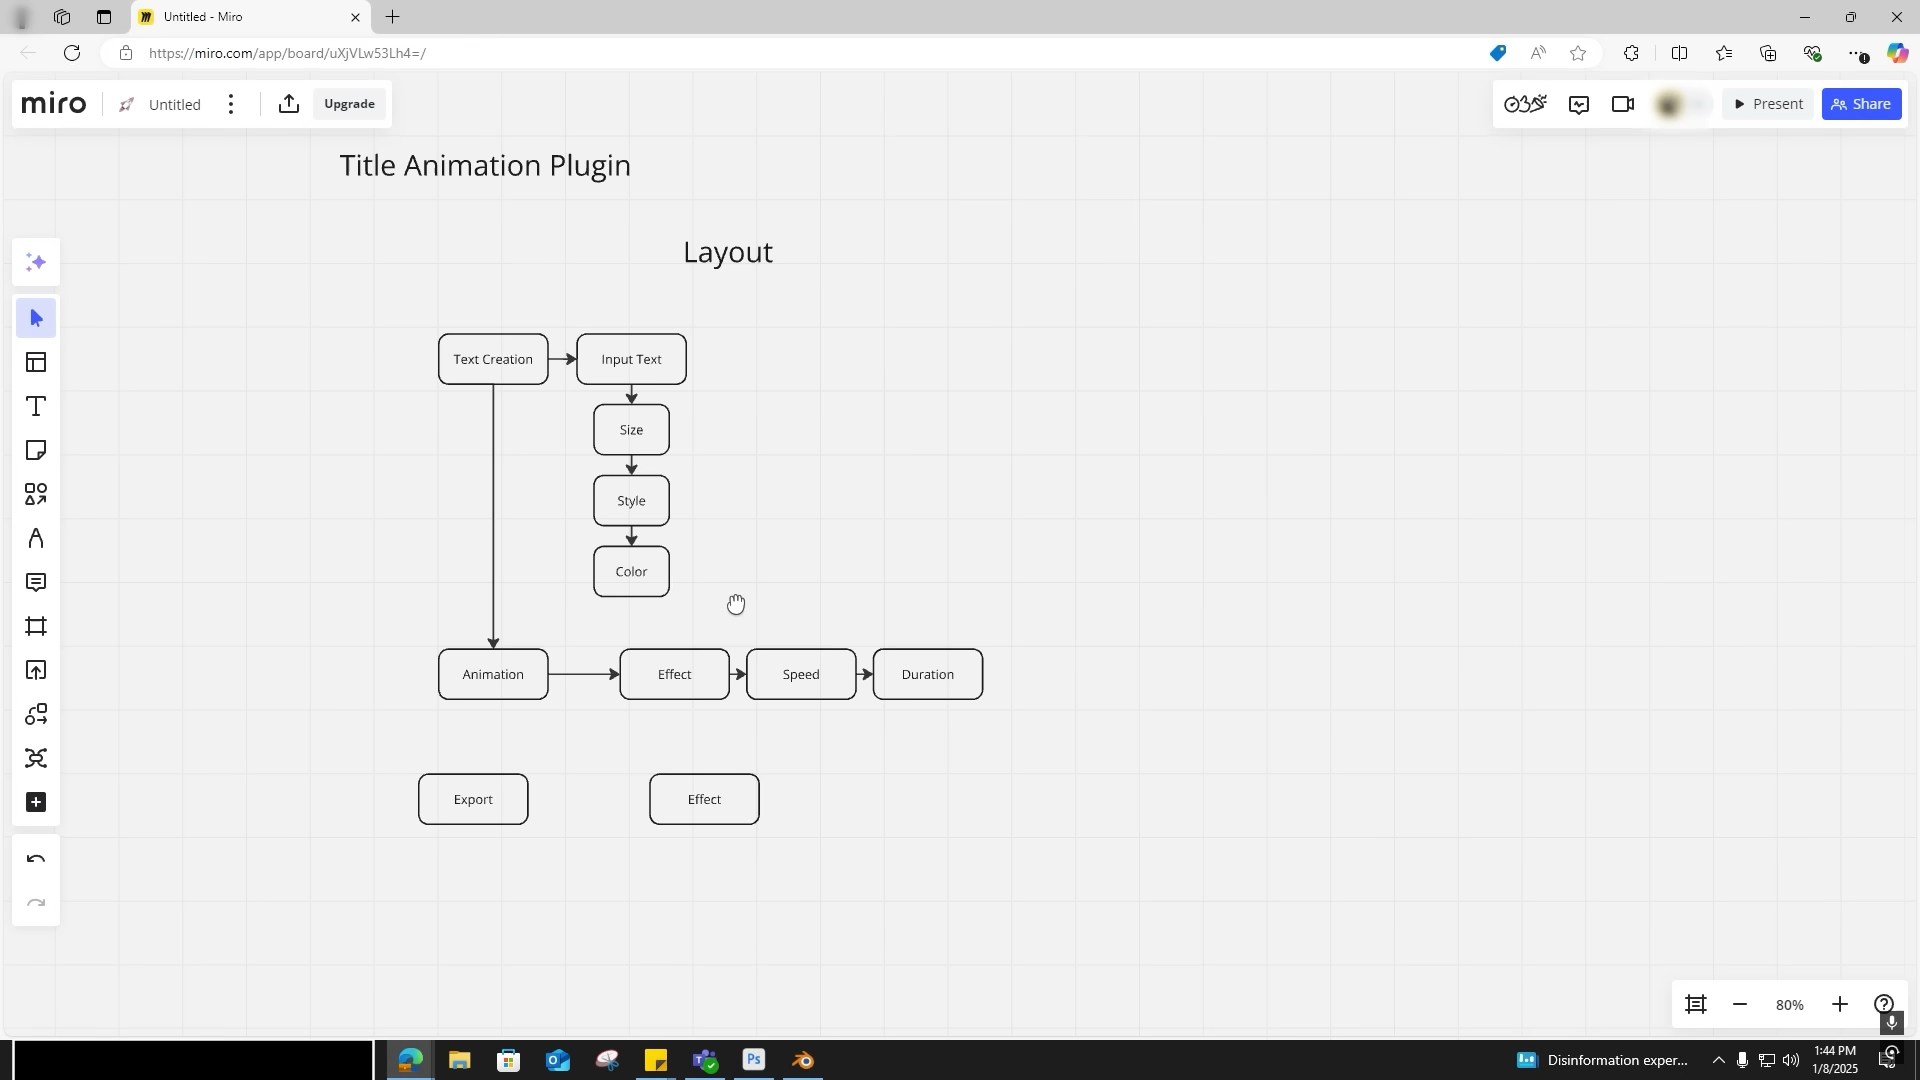 Untitled - Miro
https://miro.com/app/board/uXjVLw53Lh4=/
miro
Untitled
Upgrade
Present
Share
Title Animation Plugin
Layout
Text Creation
Input Text
Size
Style
Color
Animation
Effect
Speed
Duration
Export
Effect
80%
Disinformation exper...
1:44 PM
1/8/2025